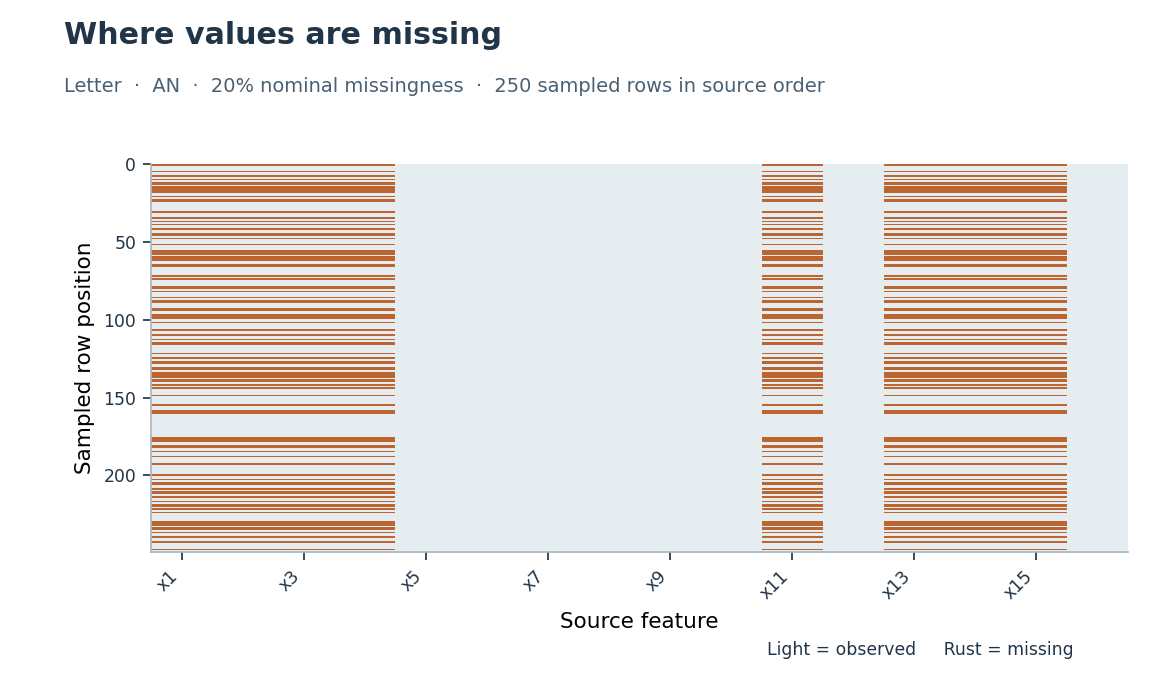 Where values are missing
Letter · AN · 20% nominal missingness · 250 sampled rows in source order
0
50
100
150
200
Sampled row position
x1 x3 x5 x7 x9 x11 x13 x15
Source feature
Light = observed Rust = missing